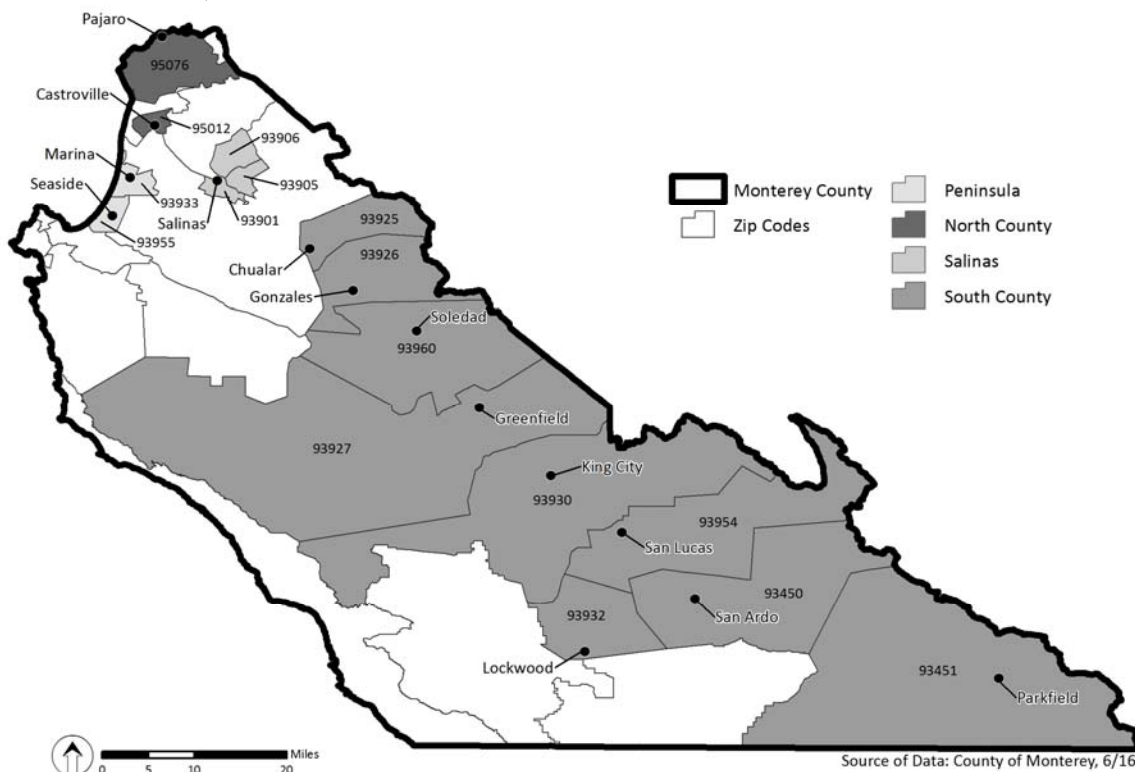 Pajaro
95076
Castroville
95012
93906
Marina
93905
Seaside
93933
Salinas
93901
93955
Chualar
93925
93926
Gonzales
Soledad
93960
Greenfield
93927
King City
93930
93954
San Lucas
93450
San Ardo
93932
Lockwood
93451
Parkfield
Monterey County
Zip Codes
Peninsula
North County
Salinas
South County
Miles
0 5 10 20
Source of Data: County of Monterey, 6/16